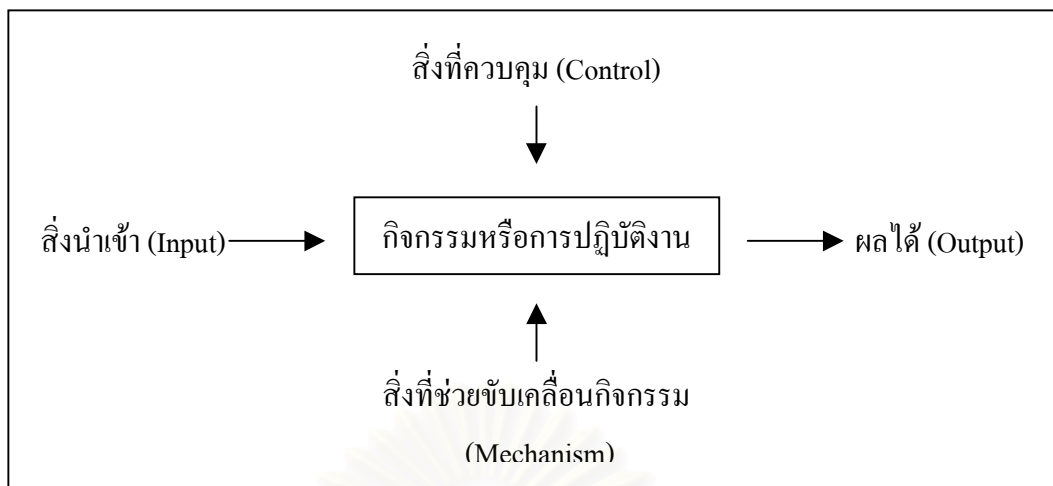 สิ่งที่ควบคุม (Control)
สิ่งนำเข้า (Input)
กิจกรรมหรือการปฏิบัติงาน
ผลได้ (Output)
สิ่งที่ช่วยขับเคลื่อนกิจกรรม
(Mechanism)